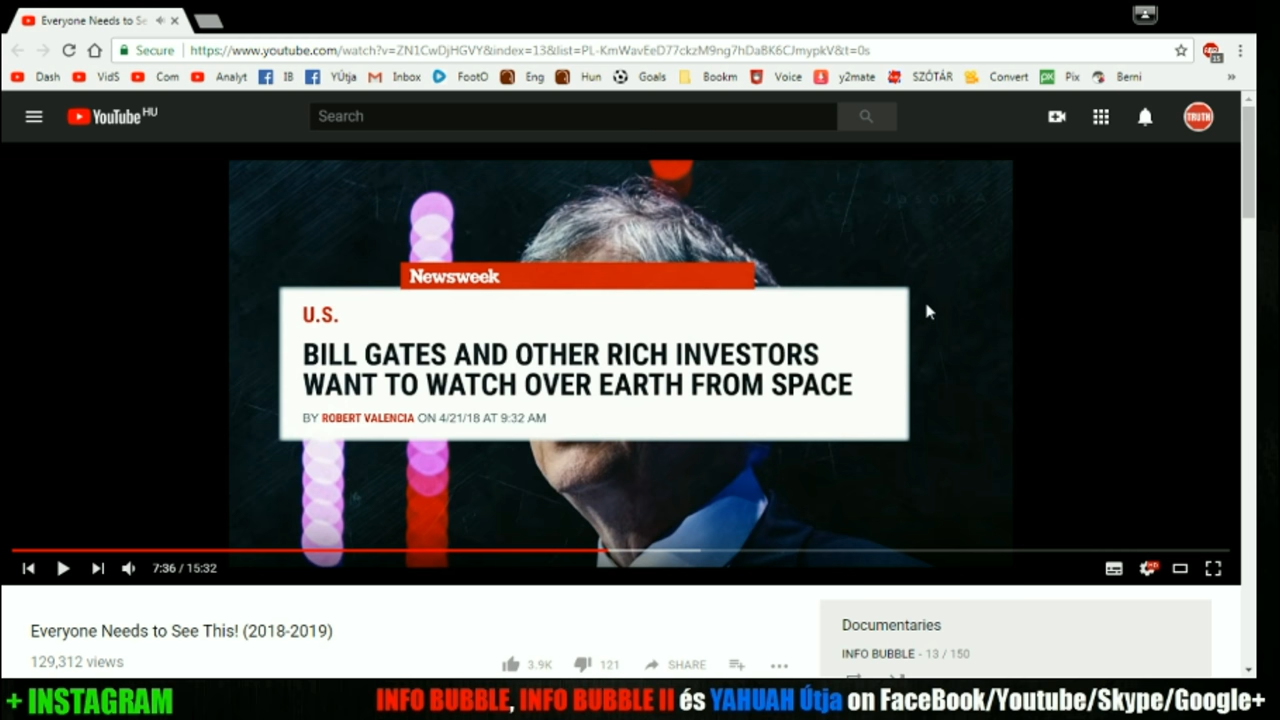 Everyone Needs to Se
Secure https://www.youtube.com/watch?v=ZN1CwDjHGVY&index=13&list=PL-KmWavEeD77ckzM9ng7hDaBK6CJmypkV&t=0s
Dash VidS Com Analyt IB YÚtja Inbox FootO Eng Hun Goals Bookm Voice y2mate SZÓTÁR Convert Pix Berni »
YouTube HU
Search
TRUTH
Newsweek
U.S.
BILL GATES AND OTHER RICH INVESTORS
WANT TO WATCH OVER EARTH FROM SPACE
BY ROBERT VALENCIA ON 4/21/18 AT 9:32 AM
7:36 / 15:32
Everyone Needs to See This! (2018-2019)
129,312 views
3.9K 121 SHARE
Documentaries
INFO BUBBLE - 13 / 150
+ INSTAGRAM
INFO BUBBLE, INFO BUBBLE II és YAHUAH Útja on FaceBook/Youtube/Skype/Google+